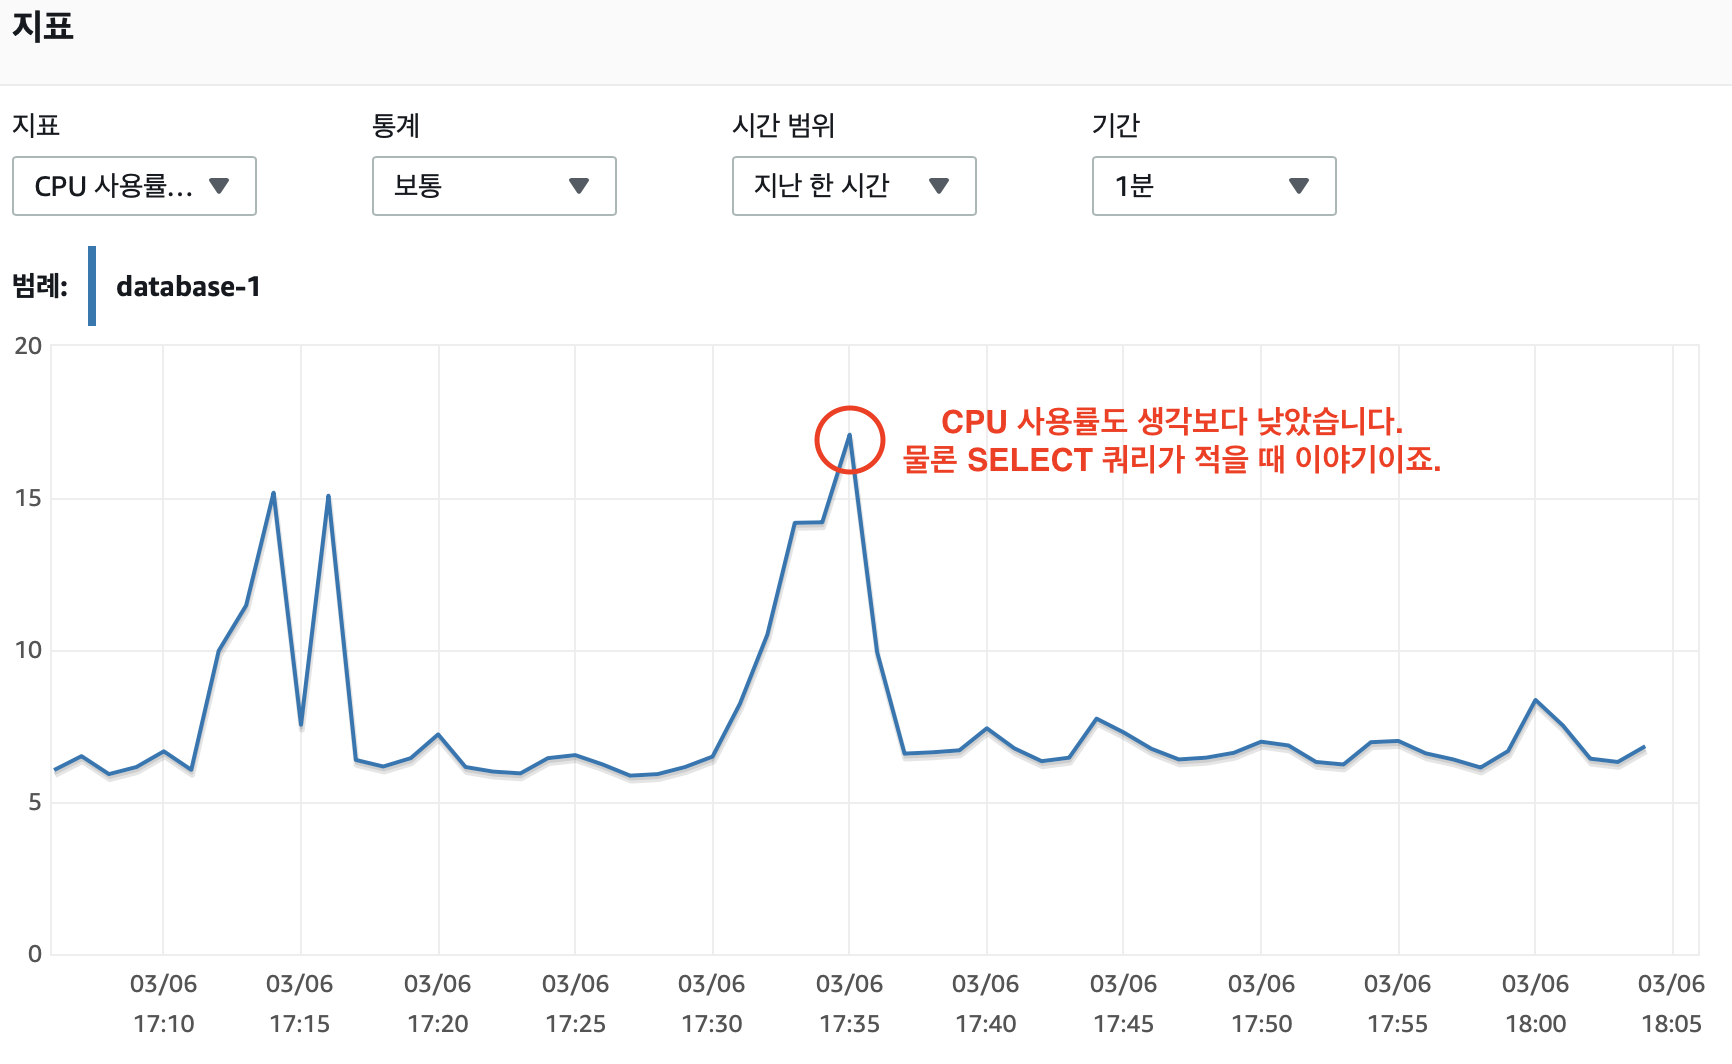 지표
지표 통계 시간 범위 기간
CPU 사용률... 보통 지난 한 시간 1분
범례: database-1
20
CPU 사용률도 생각보다 낮았습니다.
물론 SELECT 쿼리가 적을 때 이야기이죠.
15
10
5
0
03/06 03/06 03/06 03/06 03/06 03/06 03/06 03/06 03/06 03/06 03/06 03/06
17:10 17:15 17:20 17:25 17:30 17:35 17:40 17:45 17:50 17:55 18:00 18:05